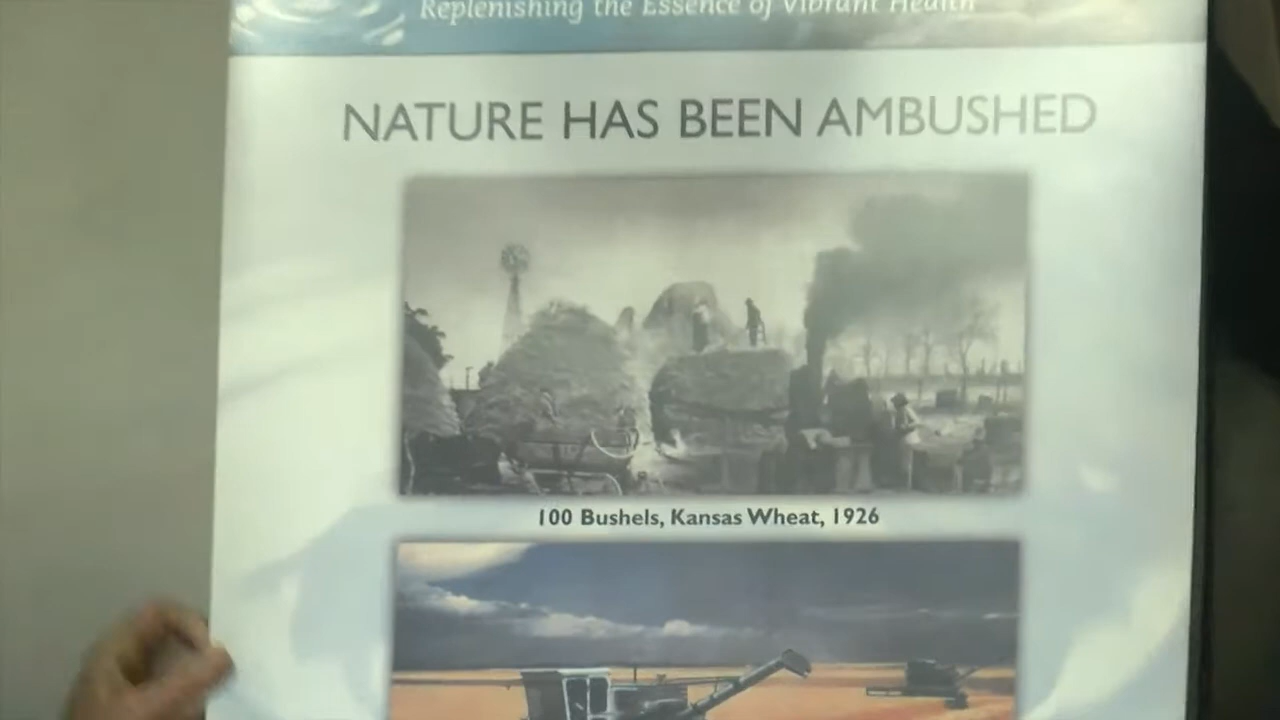 Replenishing the Essence of Vibrant Health
NATURE HAS BEEN AMBUSHED
100 Bushels, Kansas Wheat, 1926